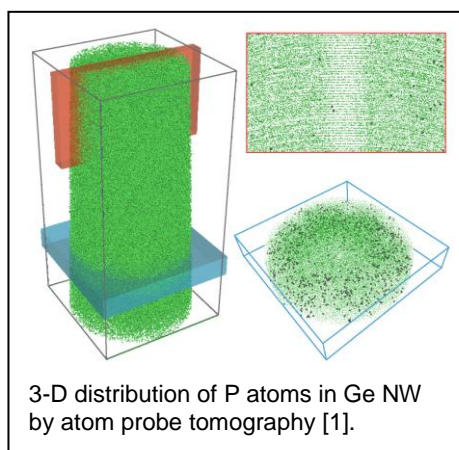 3-D distribution of P atoms in Ge NW
by atom probe tomography [1].